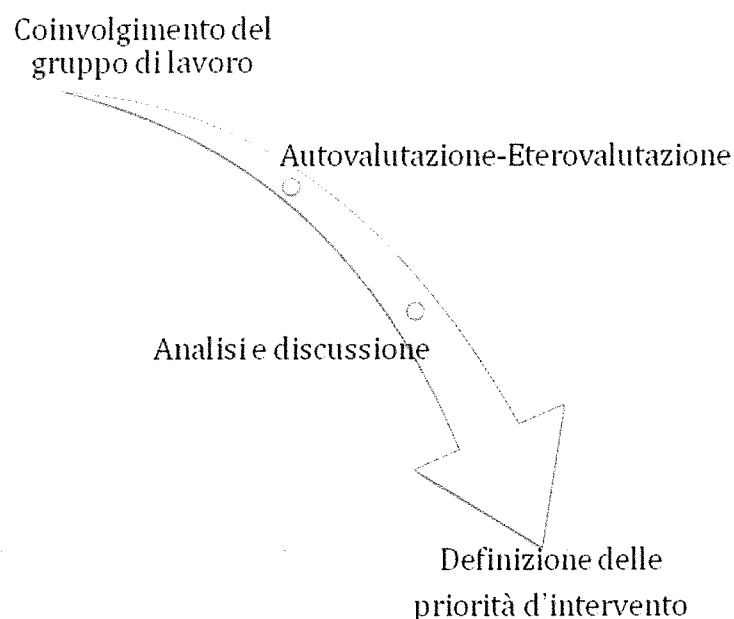 Coinvolgimento del
gruppo di lavoro
Autovalutazione-Eterovalutazione
Analisi e discussione
Definizione delle
priorità d'intervento